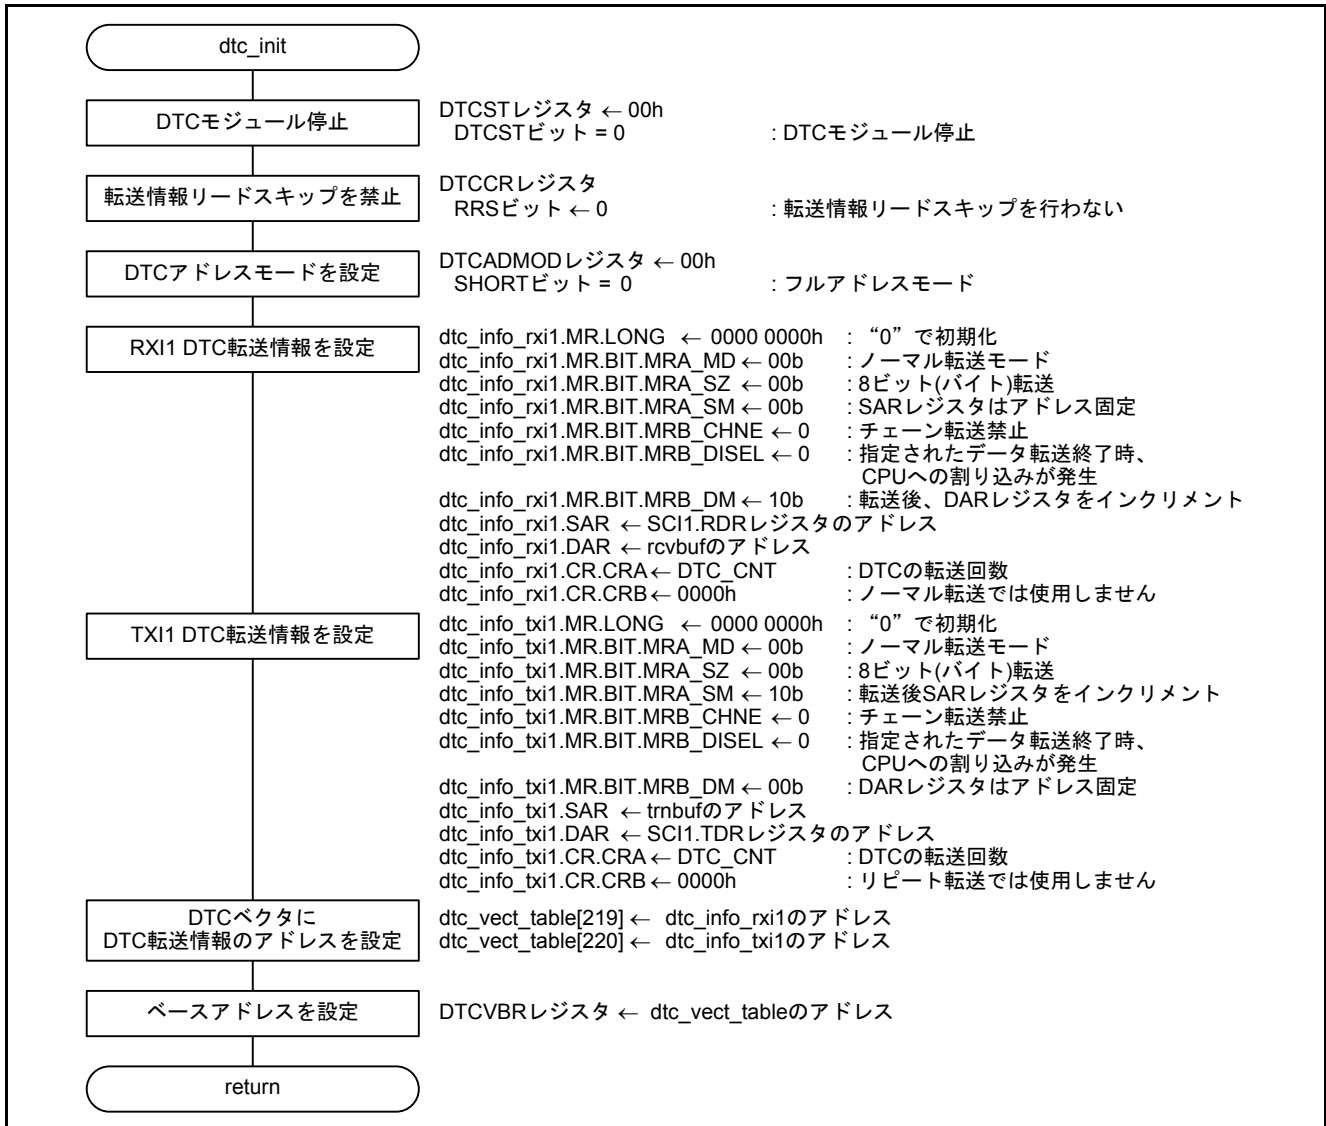 dtc_init
DTCモジュール停止
DTCSTレジスタ ← 00h
DTCSTビット = 0 : DTCモジュール停止
転送情報リードスキップを禁止
DTCCRレジスタ
RRSビット ← 0 : 転送情報リードスキップを行わない
DTCアドレスモードを設定
DTCADMODレジスタ ← 00h
SHORTビット = 0 : フルアドレスモード
RXI1 DTC転送情報を設定
dtc_info_rxi1.MR.LONG ← 0000 0000h : “0”で初期化
dtc_info_rxi1.MR.BIT.MRA_MD ← 00b : ノーマル転送モード
dtc_info_rxi1.MR.BIT.MRA_SZ ← 00b : 8ビット(バイト)転送
dtc_info_rxi1.MR.BIT.MRA_SM ← 00b : SARレジスタはアドレス固定
dtc_info_rxi1.MR.BIT.MRB_CHNE ← 0 : チェーン転送禁止
dtc_info_rxi1.MR.BIT.MRB_DISEL ← 0 : 指定されたデータ転送終了時、
CPUへの割り込みが発生
dtc_info_rxi1.MR.BIT.MRB_DM ← 10b : 転送後、DARレジスタをインクリメント
dtc_info_rxi1.SAR ← SCI1.RDRレジスタのアドレス
dtc_info_rxi1.DAR ← rcvbufのアドレス
dtc_info_rxi1.CR.CRA ← DTC_CNT : DTCの転送回数
dtc_info_rxi1.CR.CRB ← 0000h : ノーマル転送では使用しません
TXI1 DTC転送情報を設定
dtc_info_txi1.MR.LONG ← 0000 0000h : “0”で初期化
dtc_info_txi1.MR.BIT.MRA_MD ← 00b : ノーマル転送モード
dtc_info_txi1.MR.BIT.MRA_SZ ← 00b : 8ビット(バイト)転送
dtc_info_txi1.MR.BIT.MRA_SM ← 10b : 転送後SARレジスタをインクリメント
dtc_info_txi1.MR.BIT.MRB_CHNE ← 0 : チェーン転送禁止
dtc_info_txi1.MR.BIT.MRB_DISEL ← 0 : 指定されたデータ転送終了時、
CPUへの割り込みが発生
dtc_info_txi1.MR.BIT.MRB_DM ← 00b : DARレジスタはアドレス固定
dtc_info_txi1.SAR ← trnbufのアドレス
dtc_info_txi1.DAR ← SCI1.TDRレジスタのアドレス
dtc_info_txi1.CR.CRA ← DTC_CNT : DTCの転送回数
dtc_info_txi1.CR.CRB ← 0000h : リピート転送では使用しません
DTCベクタに
DTC転送情報のアドレスを設定
dtc_vect_table[219] ← dtc_info_rxi1のアドレス
dtc_vect_table[220] ← dtc_info_txi1のアドレス
ベースアドレスを設定
DTCVBRレジスタ ← dtc_vect_tableのアドレス
return